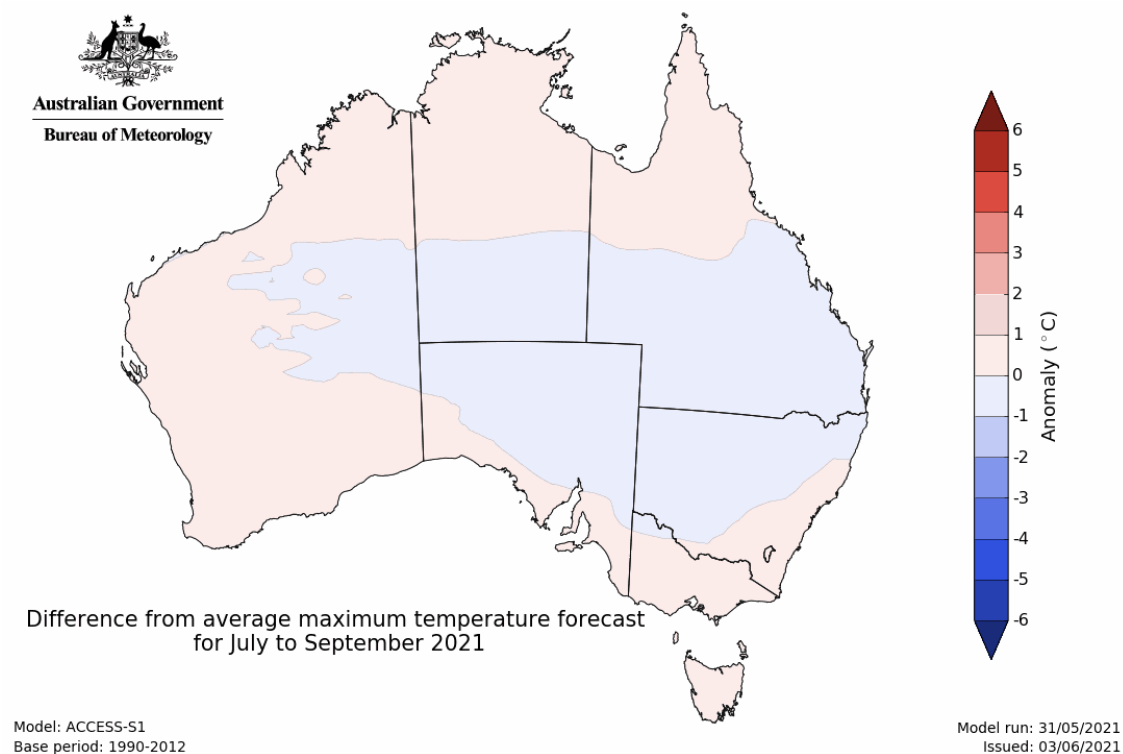 AUSTRALIA
Australian Government
Bureau of Meteorology
6
5
4
3
2
1
0
-1
-2
-3
-4
-5
-6
Anomaly (°C)
Difference from average maximum temperature forecast
for July to September 2021
Model: ACCESS-S1
Base period: 1990-2012
Model run: 31/05/2021
Issued: 03/06/2021